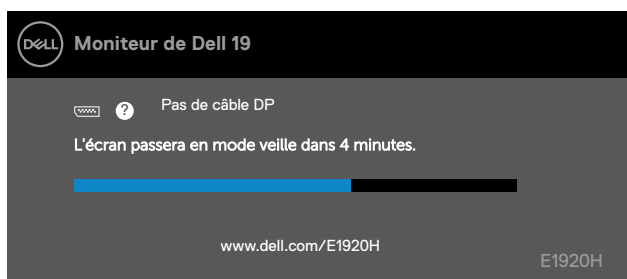 DELL Moniteur de Dell 19
? Pas de câble DP
L'écran passera en mode veille dans 4 minutes.
www.dell.com/E1920H
E1920H